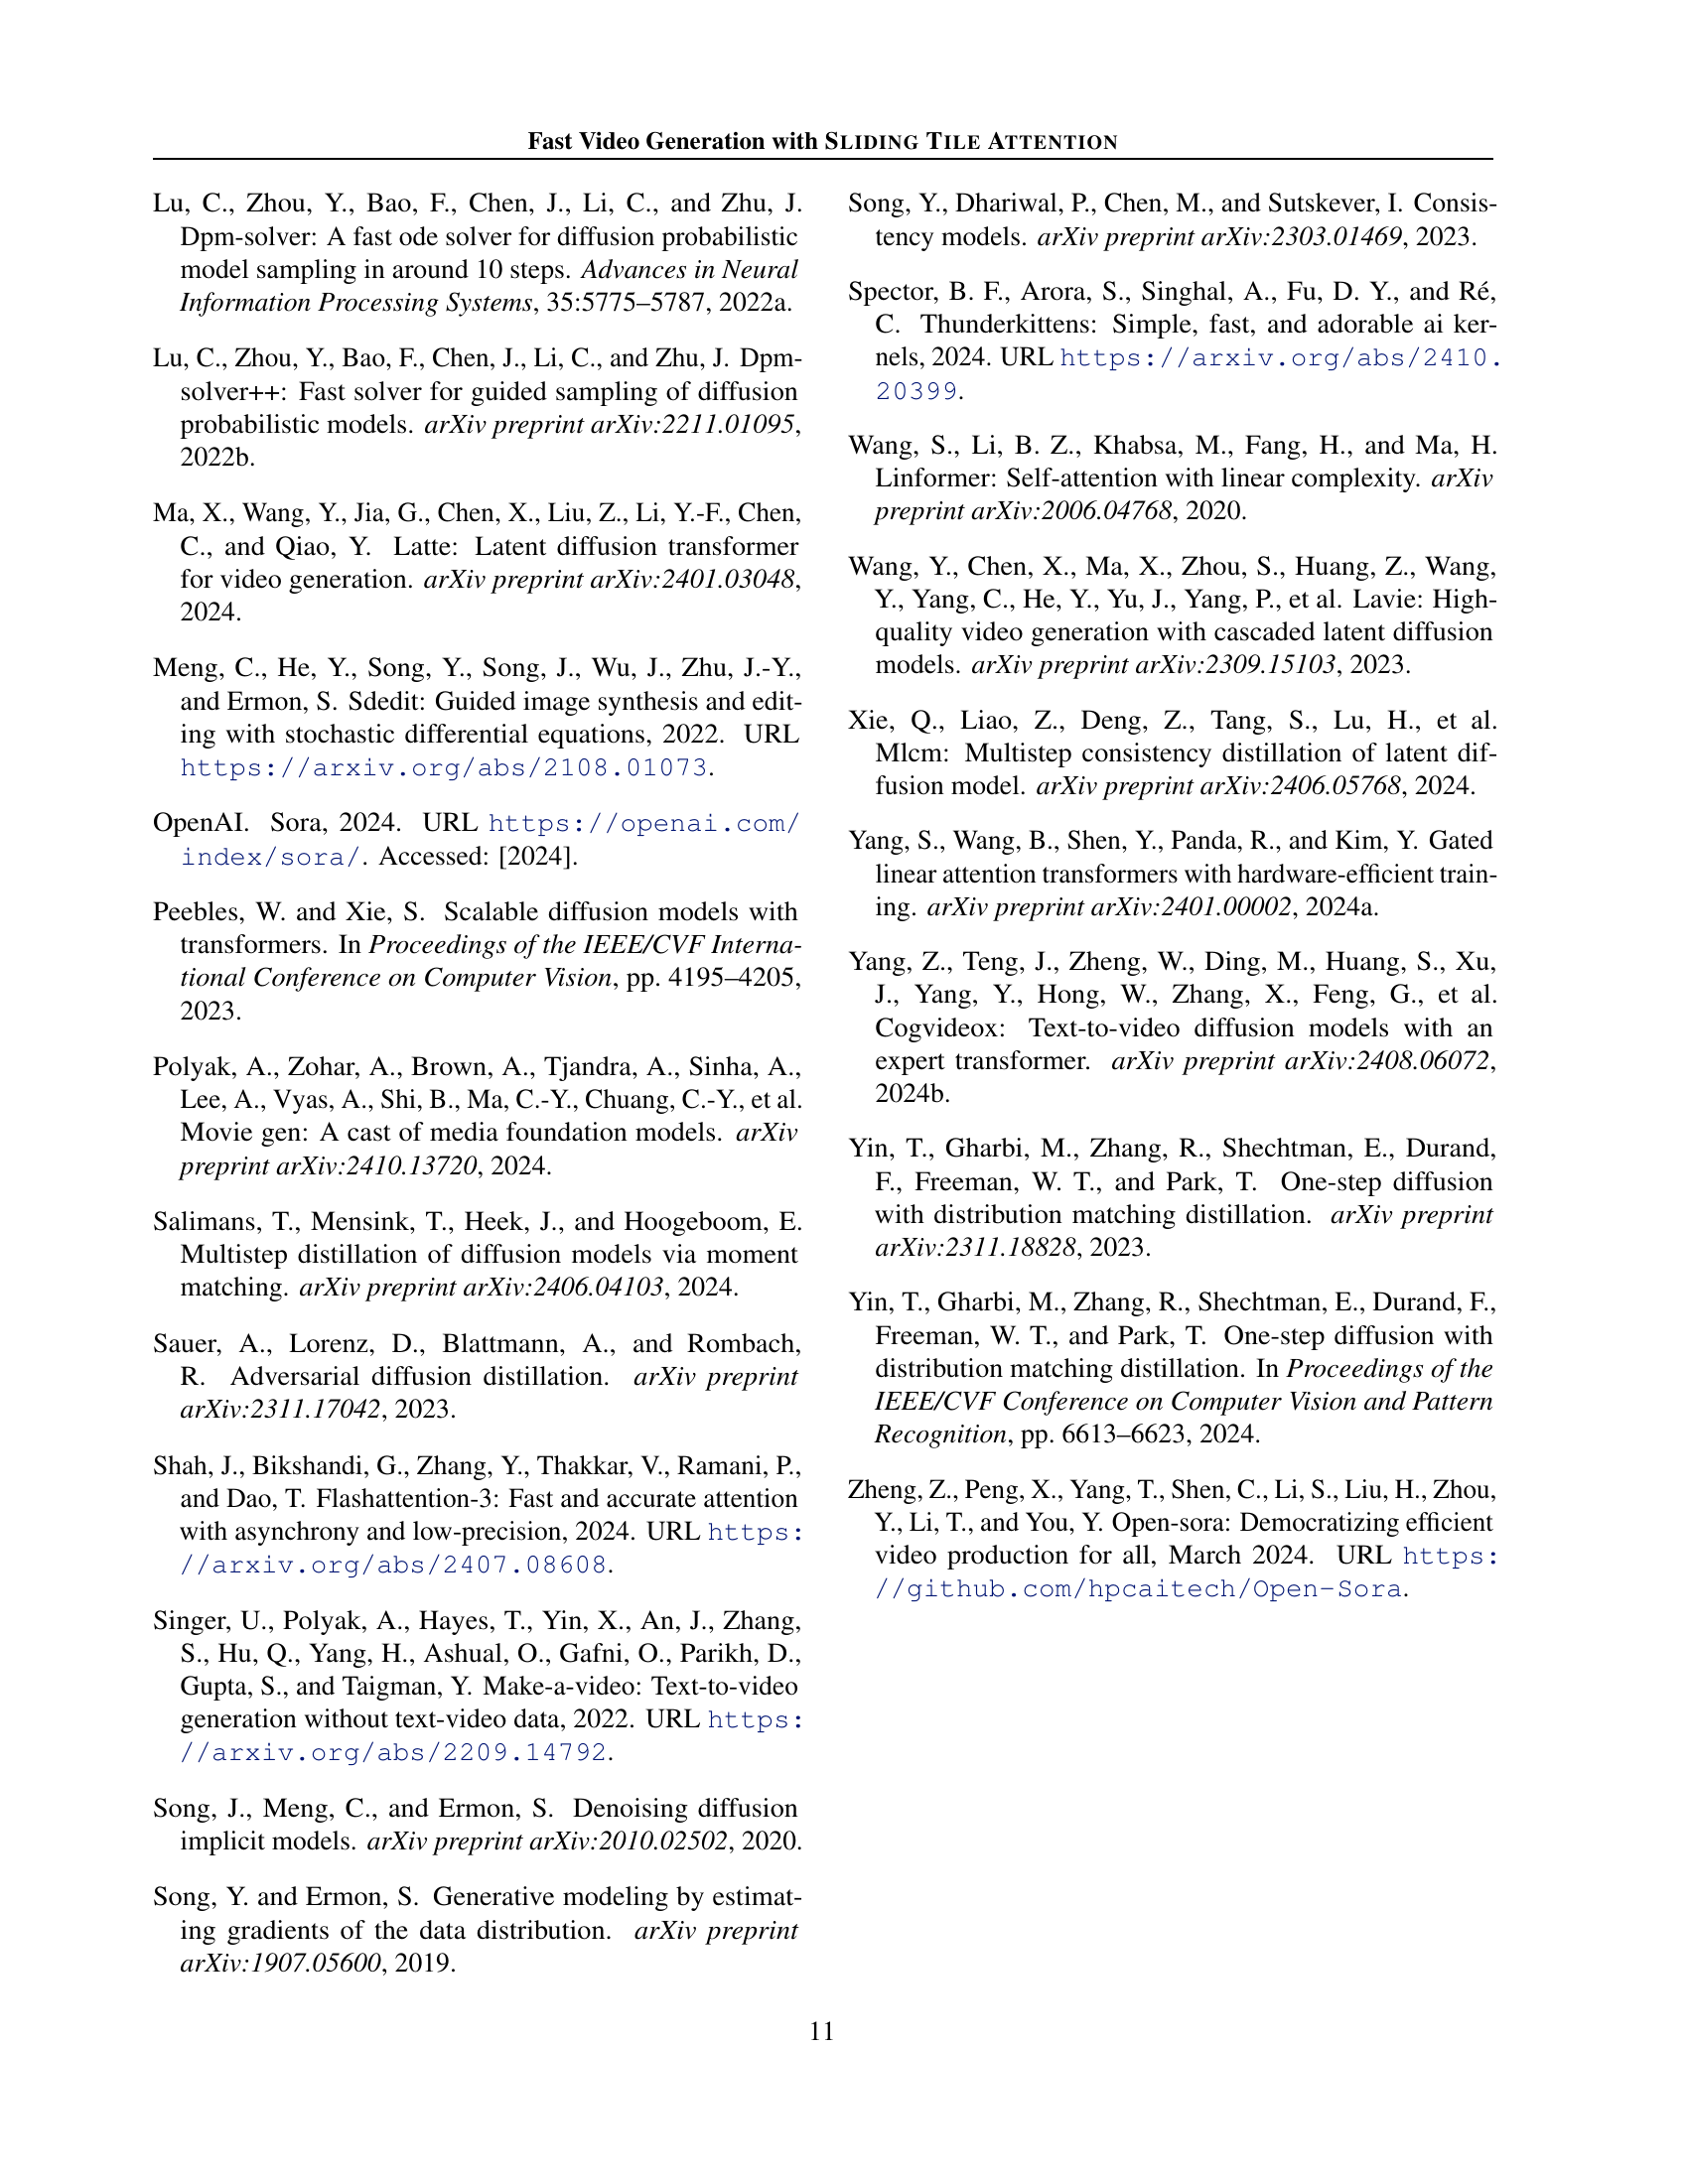 Fast Video Generation with SLIDING TILE ATTENTION
Lu, C., Zhou, Y., Bao, F., Chen, J., Li, C., and Zhu, J.
Dpm-solver: A fast ode solver for diffusion probabilistic
model sampling in around 10 steps. Advances in Neural
Information Processing Systems, 35:5775–5787, 2022a.
Lu, C., Zhou, Y., Bao, F., Chen, J., Li, C., and Zhu, J. Dpm-
solver++: Fast solver for guided sampling of diffusion
probabilistic models. arXiv preprint arXiv:2211.01095,
2022b.
Ma, X., Wang, Y., Jia, G., Chen, X., Liu, Z., Li, Y.-F., Chen,
C., and Qiao, Y. Latte: Latent diffusion transformer
for video generation. arXiv preprint arXiv:2401.03048,
2024.
Meng, C., He, Y., Song, Y., Song, J., Wu, J., Zhu, J.-Y.,
and Ermon, S. Sdedit: Guided image synthesis and edit-
ing with stochastic differential equations, 2022. URL
https://arxiv.org/abs/2108.01073.
OpenAI. Sora, 2024. URL https://openai.com/
index/sora/. Accessed: [2024].
Peebles, W. and Xie, S. Scalable diffusion models with
transformers. In Proceedings of the IEEE/CVF Interna-
tional Conference on Computer Vision, pp. 4195–4205,
2023.
Polyak, A., Zohar, A., Brown, A., Tjandra, A., Sinha, A.,
Lee, A., Vyas, A., Shi, B., Ma, C.-Y., Chuang, C.-Y., et al.
Movie gen: A cast of media foundation models. arXiv
preprint arXiv:2410.13720, 2024.
Salimans, T., Mensink, T., Heek, J., and Hoogeboom, E.
Multistep distillation of diffusion models via moment
matching. arXiv preprint arXiv:2406.04103, 2024.
Sauer, A., Lorenz, D., Blattmann, A., and Rombach,
R. Adversarial diffusion distillation. arXiv preprint
arXiv:2311.17042, 2023.
Shah, J., Bikshandi, G., Zhang, Y., Thakkar, V., Ramani, P.,
and Dao, T. Flashattention-3: Fast and accurate attention
with asynchrony and low-precision, 2024. URL https:
//arxiv.org/abs/2407.08608.
Singer, U., Polyak, A., Hayes, T., Yin, X., An, J., Zhang,
S., Hu, Q., Yang, H., Ashual, O., Gafni, O., Parikh, D.,
Gupta, S., and Taigman, Y. Make-a-video: Text-to-video
generation without text-video data, 2022. URL https:
//arxiv.org/abs/2209.14792.
Song, J., Meng, C., and Ermon, S. Denoising diffusion
implicit models. arXiv preprint arXiv:2010.02502, 2020.
Song, Y. and Ermon, S. Generative modeling by estimat-
ing gradients of the data distribution. arXiv preprint
arXiv:1907.05600, 2019.
Song, Y., Dhariwal, P., Chen, M., and Sutskever, I. Consis-
tency models. arXiv preprint arXiv:2303.01469, 2023.
Spector, B. F., Arora, S., Singhal, A., Fu, D. Y., and Ré,
C. Thunderkittens: Simple, fast, and adorable ai ker-
nels, 2024. URL https://arxiv.org/abs/2410.
20399.
Wang, S., Li, B. Z., Khabsa, M., Fang, H., and Ma, H.
Linformer: Self-attention with linear complexity. arXiv
preprint arXiv:2006.04768, 2020.
Wang, Y., Chen, X., Ma, X., Zhou, S., Huang, Z., Wang,
Y., Yang, C., He, Y., Yu, J., Yang, P., et al. Lavie: High-
quality video generation with cascaded latent diffusion
models. arXiv preprint arXiv:2309.15103, 2023.
Xie, Q., Liao, Z., Deng, Z., Tang, S., Lu, H., et al.
Mlcm: Multistep consistency distillation of latent dif-
fusion model. arXiv preprint arXiv:2406.05768, 2024.
Yang, S., Wang, B., Shen, Y., Panda, R., and Kim, Y. Gated
linear attention transformers with hardware-efficient train-
ing. arXiv preprint arXiv:2401.00002, 2024a.
Yang, Z., Teng, J., Zheng, W., Ding, M., Huang, S., Xu,
J., Yang, Y., Hong, W., Zhang, X., Feng, G., et al.
Cogvideox: Text-to-video diffusion models with an
expert transformer. arXiv preprint arXiv:2408.06072,
2024b.
Yin, T., Gharbi, M., Zhang, R., Shechtman, E., Durand,
F., Freeman, W. T., and Park, T. One-step diffusion
with distribution matching distillation. arXiv preprint
arXiv:2311.18828, 2023.
Yin, T., Gharbi, M., Zhang, R., Shechtman, E., Durand, F.,
Freeman, W. T., and Park, T. One-step diffusion with
distribution matching distillation. In Proceedings of the
IEEE/CVF Conference on Computer Vision and Pattern
Recognition, pp. 6613–6623, 2024.
Zheng, Z., Peng, X., Yang, T., Shen, C., Li, S., Liu, H., Zhou,
Y., Li, T., and You, Y. Open-sora: Democratizing efficient
video production for all, March 2024. URL https:
//github.com/hpcaitech/Open-Sora.
11